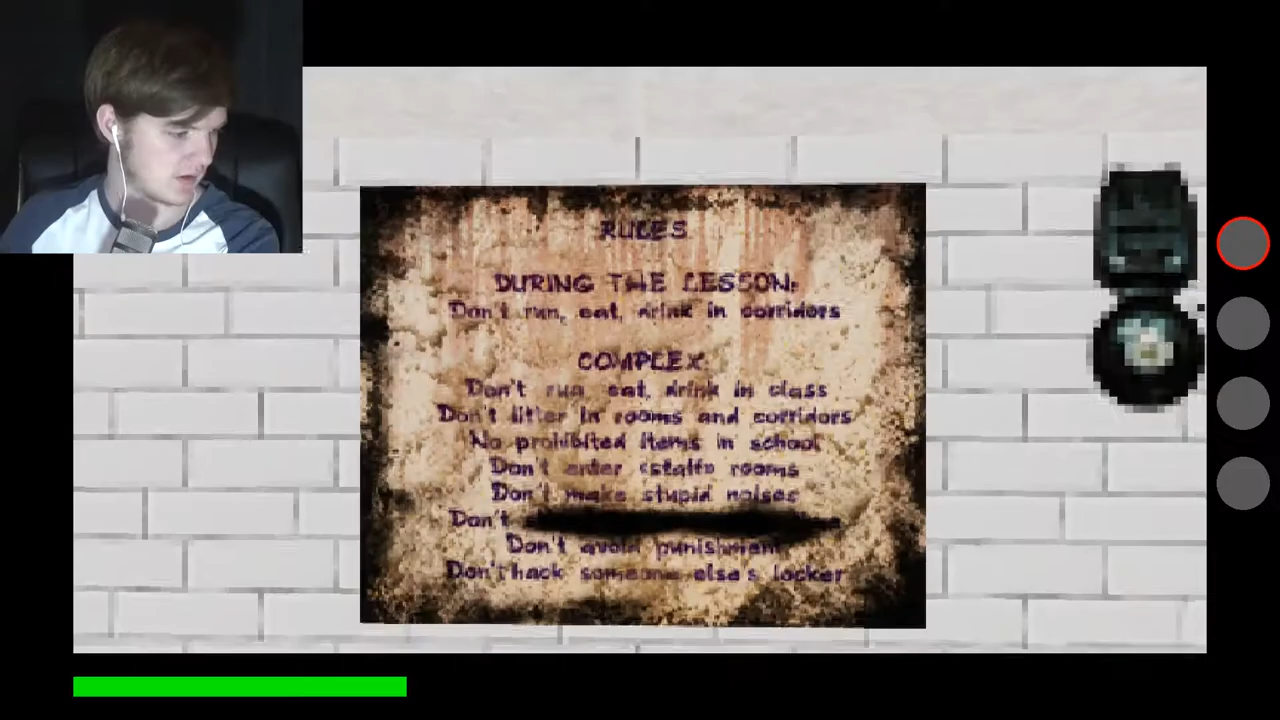 RULES
DURING THE LESSON:
Don't run, eat, drink in corridors
COMPLEX
Don't run eat, drink in class
Don't litter in rooms and corridors
No prohibited items in school
Don't enter «staff» rooms
Don't make stupid noises
Don't
Don't avoid punishment
Don't hack someone else's locker